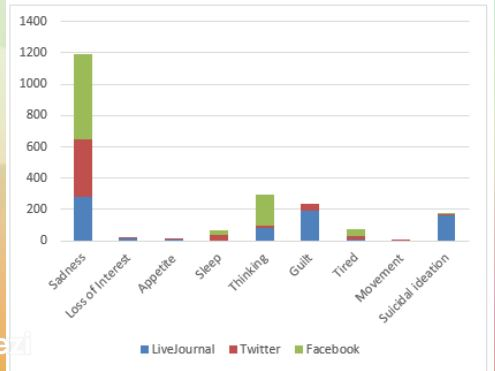 1400
1200
1000
800
600
400
200
0
Sadness
Loss of Interest
Appetite
Sleep
Thinking
Guilt
Tired
Movement
Suicidal ideation
LiveJournal Twitter Facebook